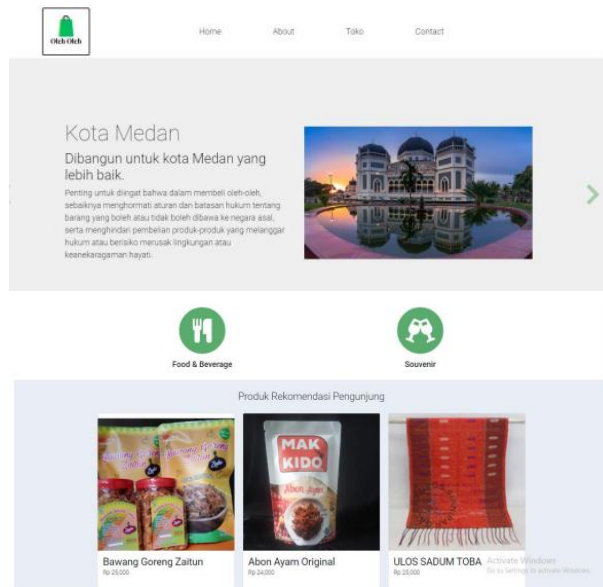 Oleh-Oleh
Home About Toko Contact
Kota Medan
Dibangun untuk kota Medan yang
lebih baik.
Penting untuk diingat bahwa dalam membeli oleh-oleh,
sebaiknya menghormati aturan dan batasan hukum tentang
barang yang boleh atau tidak boleh dibawa ke negara asal,
serta menghindari pembelian produk-produk yang melanggar
hukum atau berisiko merusak lingkungan atau
keanekaragaman hayati.
Food & Beverage Souvenir
Produk Rekomendasi Pengunjung
Bawang Goreng
Zaitun
MAK
KIDO
Abon Ayam
Bawang Goreng Zaitun Abon Ayam Original ULOS SADUM TOBA
Rp 25,000 Rp 24,000 Rp 25,000
Activate Windows
Go to Settings to activate Windows.